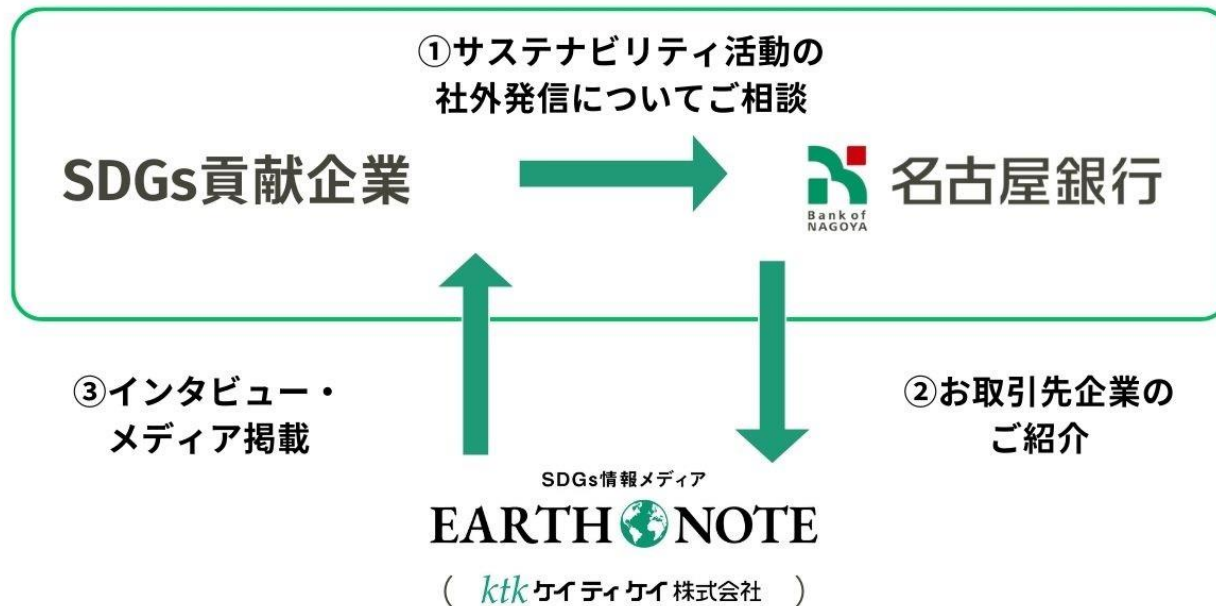 ①サステナビリティ活動の
社外発信についてご相談
SDGs貢献企業
名古屋銀行
Bank of
NAGOYA
③インタビュー・
メディア掲載
②お取引先企業の
ご紹介
SDGs情報メディア
EARTH NOTE
( ktk ケイティケイ株式会社 )